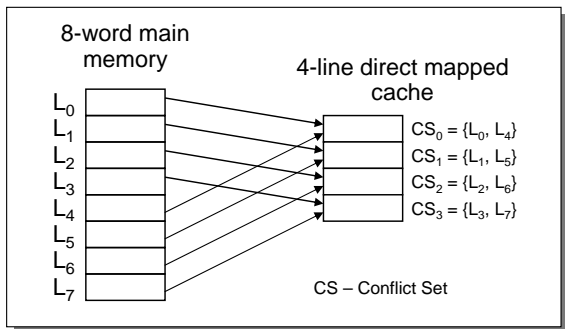 8-word main
memory
4-line direct mapped
cache
L₀
L₁
L₂
L₃
L₄
L₅
L₆
L₇
CS₀ = {L₀, L₄}
CS₁ = {L₁, L₅}
CS₂ = {L₂, L₆}
CS₃ = {L₃, L₇}
CS – Conflict Set